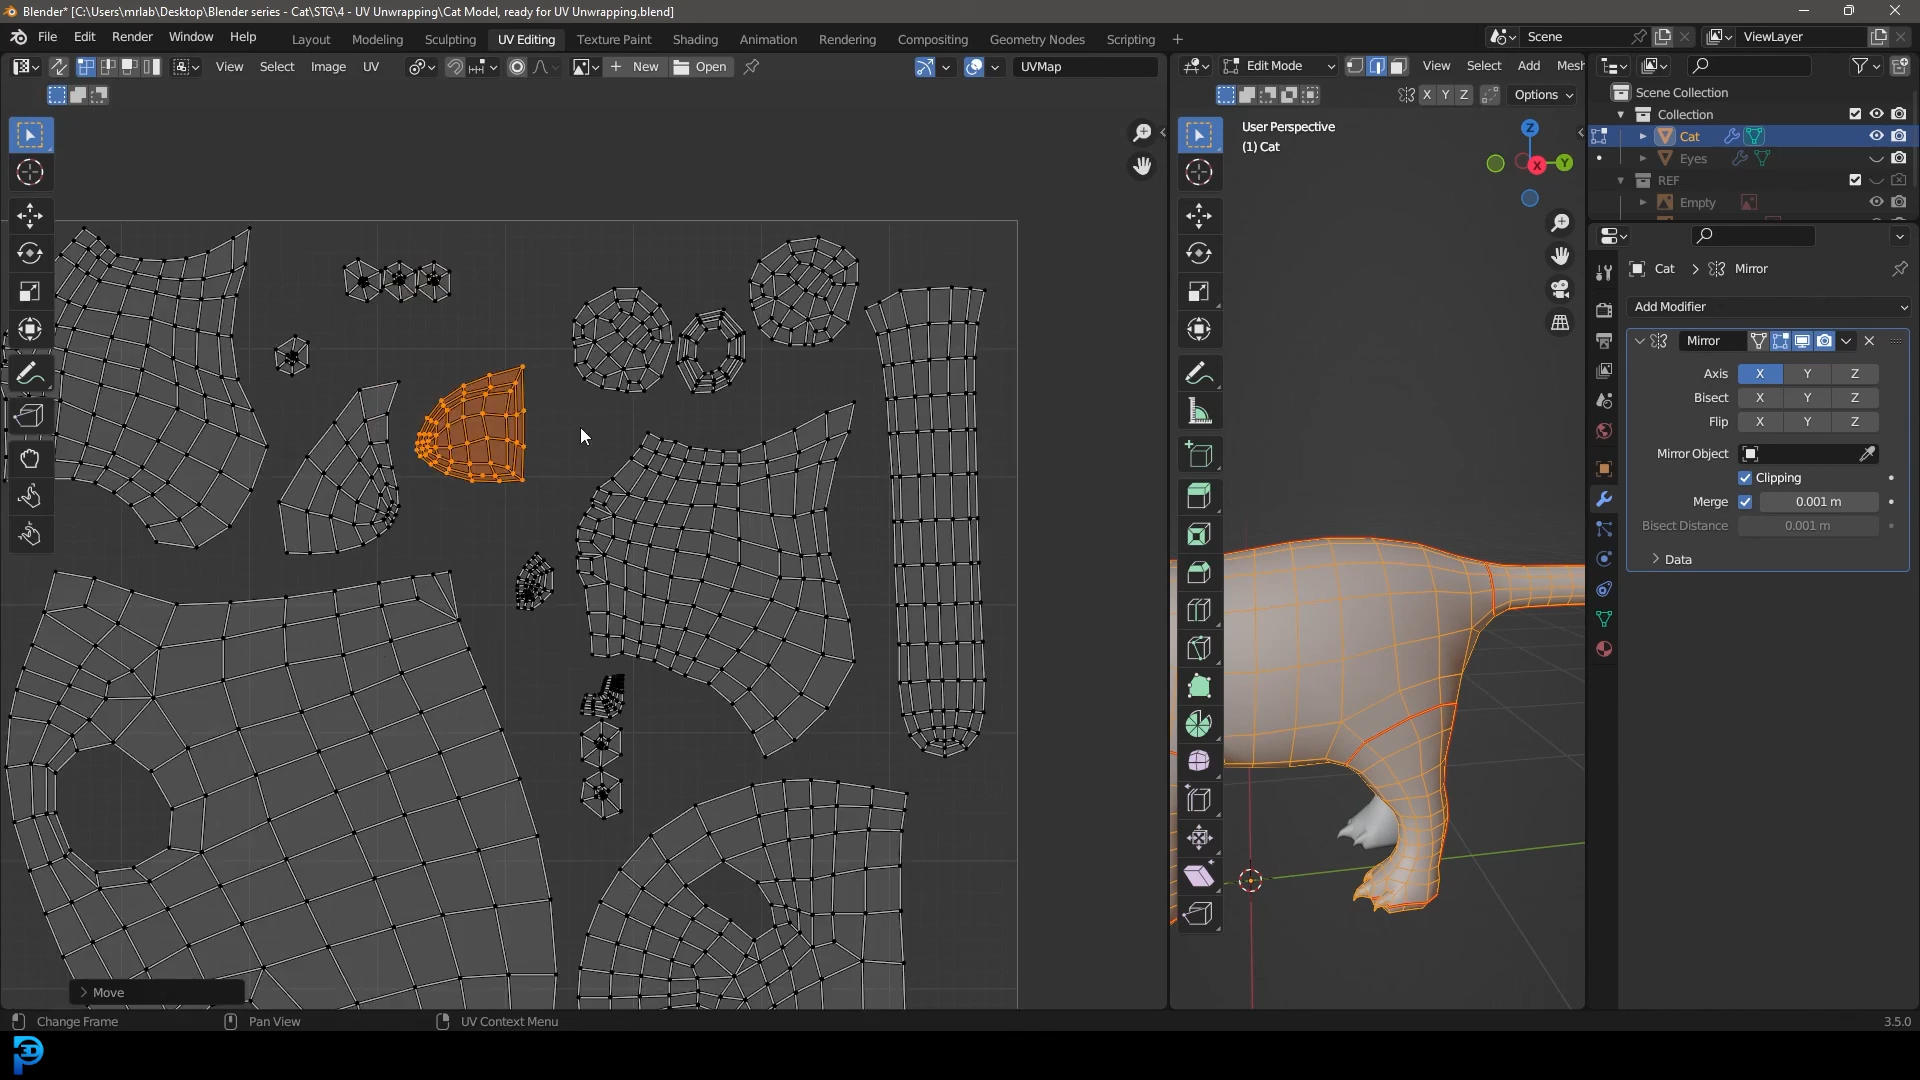 Blender* [C:\Users\mrlab\Desktop\Blender series - Cat\STG\4 - UV Unwrapping\Cat Model, ready for UV Unwrapping.blend]
File Edit Render Window Help Layout Modeling Sculpting UV Editing Texture Paint Shading Animation Rendering Compositing Geometry Nodes Scripting + Scene ViewLayer
View Select Image UV New Open UVMap Edit Mode View Select Add Mesh
X Y Z Options
User Perspective
(1) Cat
Z
X
Y
Scene Collection
Collection
Cat
Eyes
REF
Empty
Cat > Mirror
Add Modifier
Mirror
Axis X Y Z
Bisect X Y Z
Flip X Y Z
Mirror Object
Clipping
Merge 0.001 m
Bisect Distance 0.001 m
> Data
> Move
Change Frame Pan View UV Context Menu 3.5.0
3D